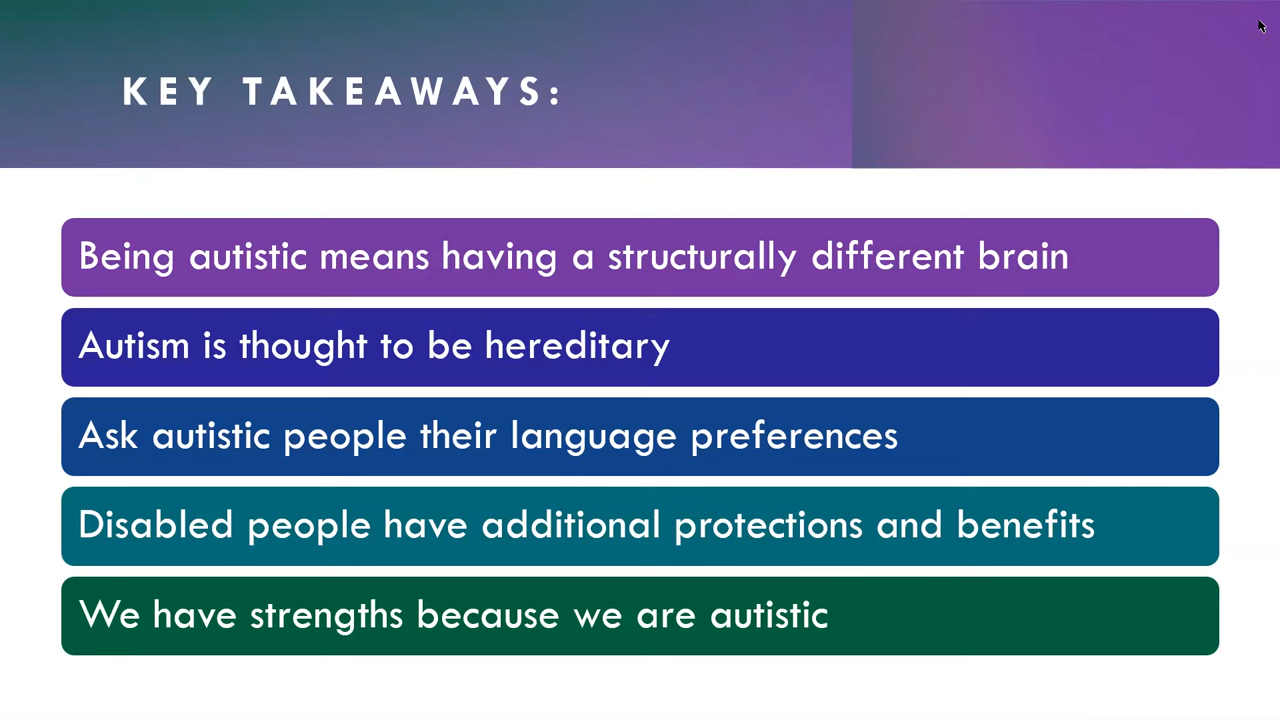 KEY TAKEAWAYS:
Being autistic means having a structurally different brain
Autism is thought to be hereditary
Ask autistic people their language preferences
Disabled people have additional protections and benefits
We have strengths because we are autistic